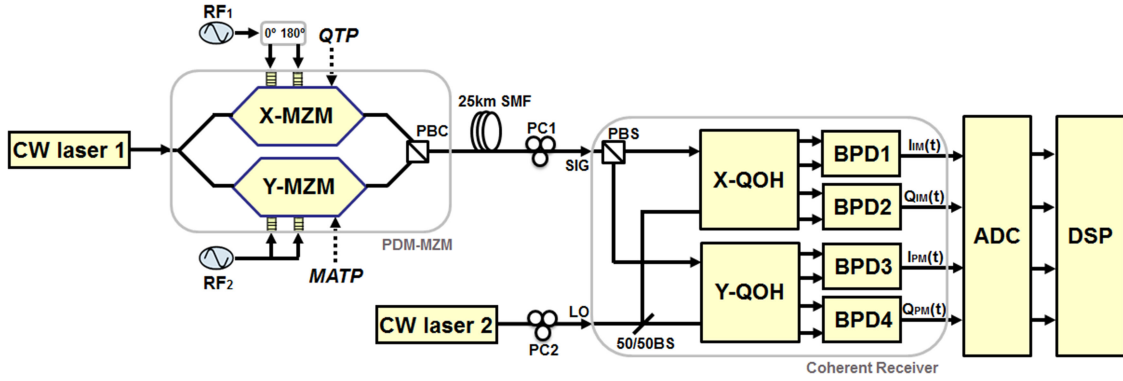 RF1
0º 180º
QTP
X-MZM
25km SMF
PC1
PBC
CW laser 1
Y-MZM
PBS
SIG
X-QOH
BPD1
IIM(t)
BPD2
QIM(t)
ADC
DSP
PDM-MZM
RF2
MATP
Y-QOH
BPD3
IPM(t)
BPD4
QPM(t)
CW laser 2
LO
PC2
50/50BS
Coherent Receiver